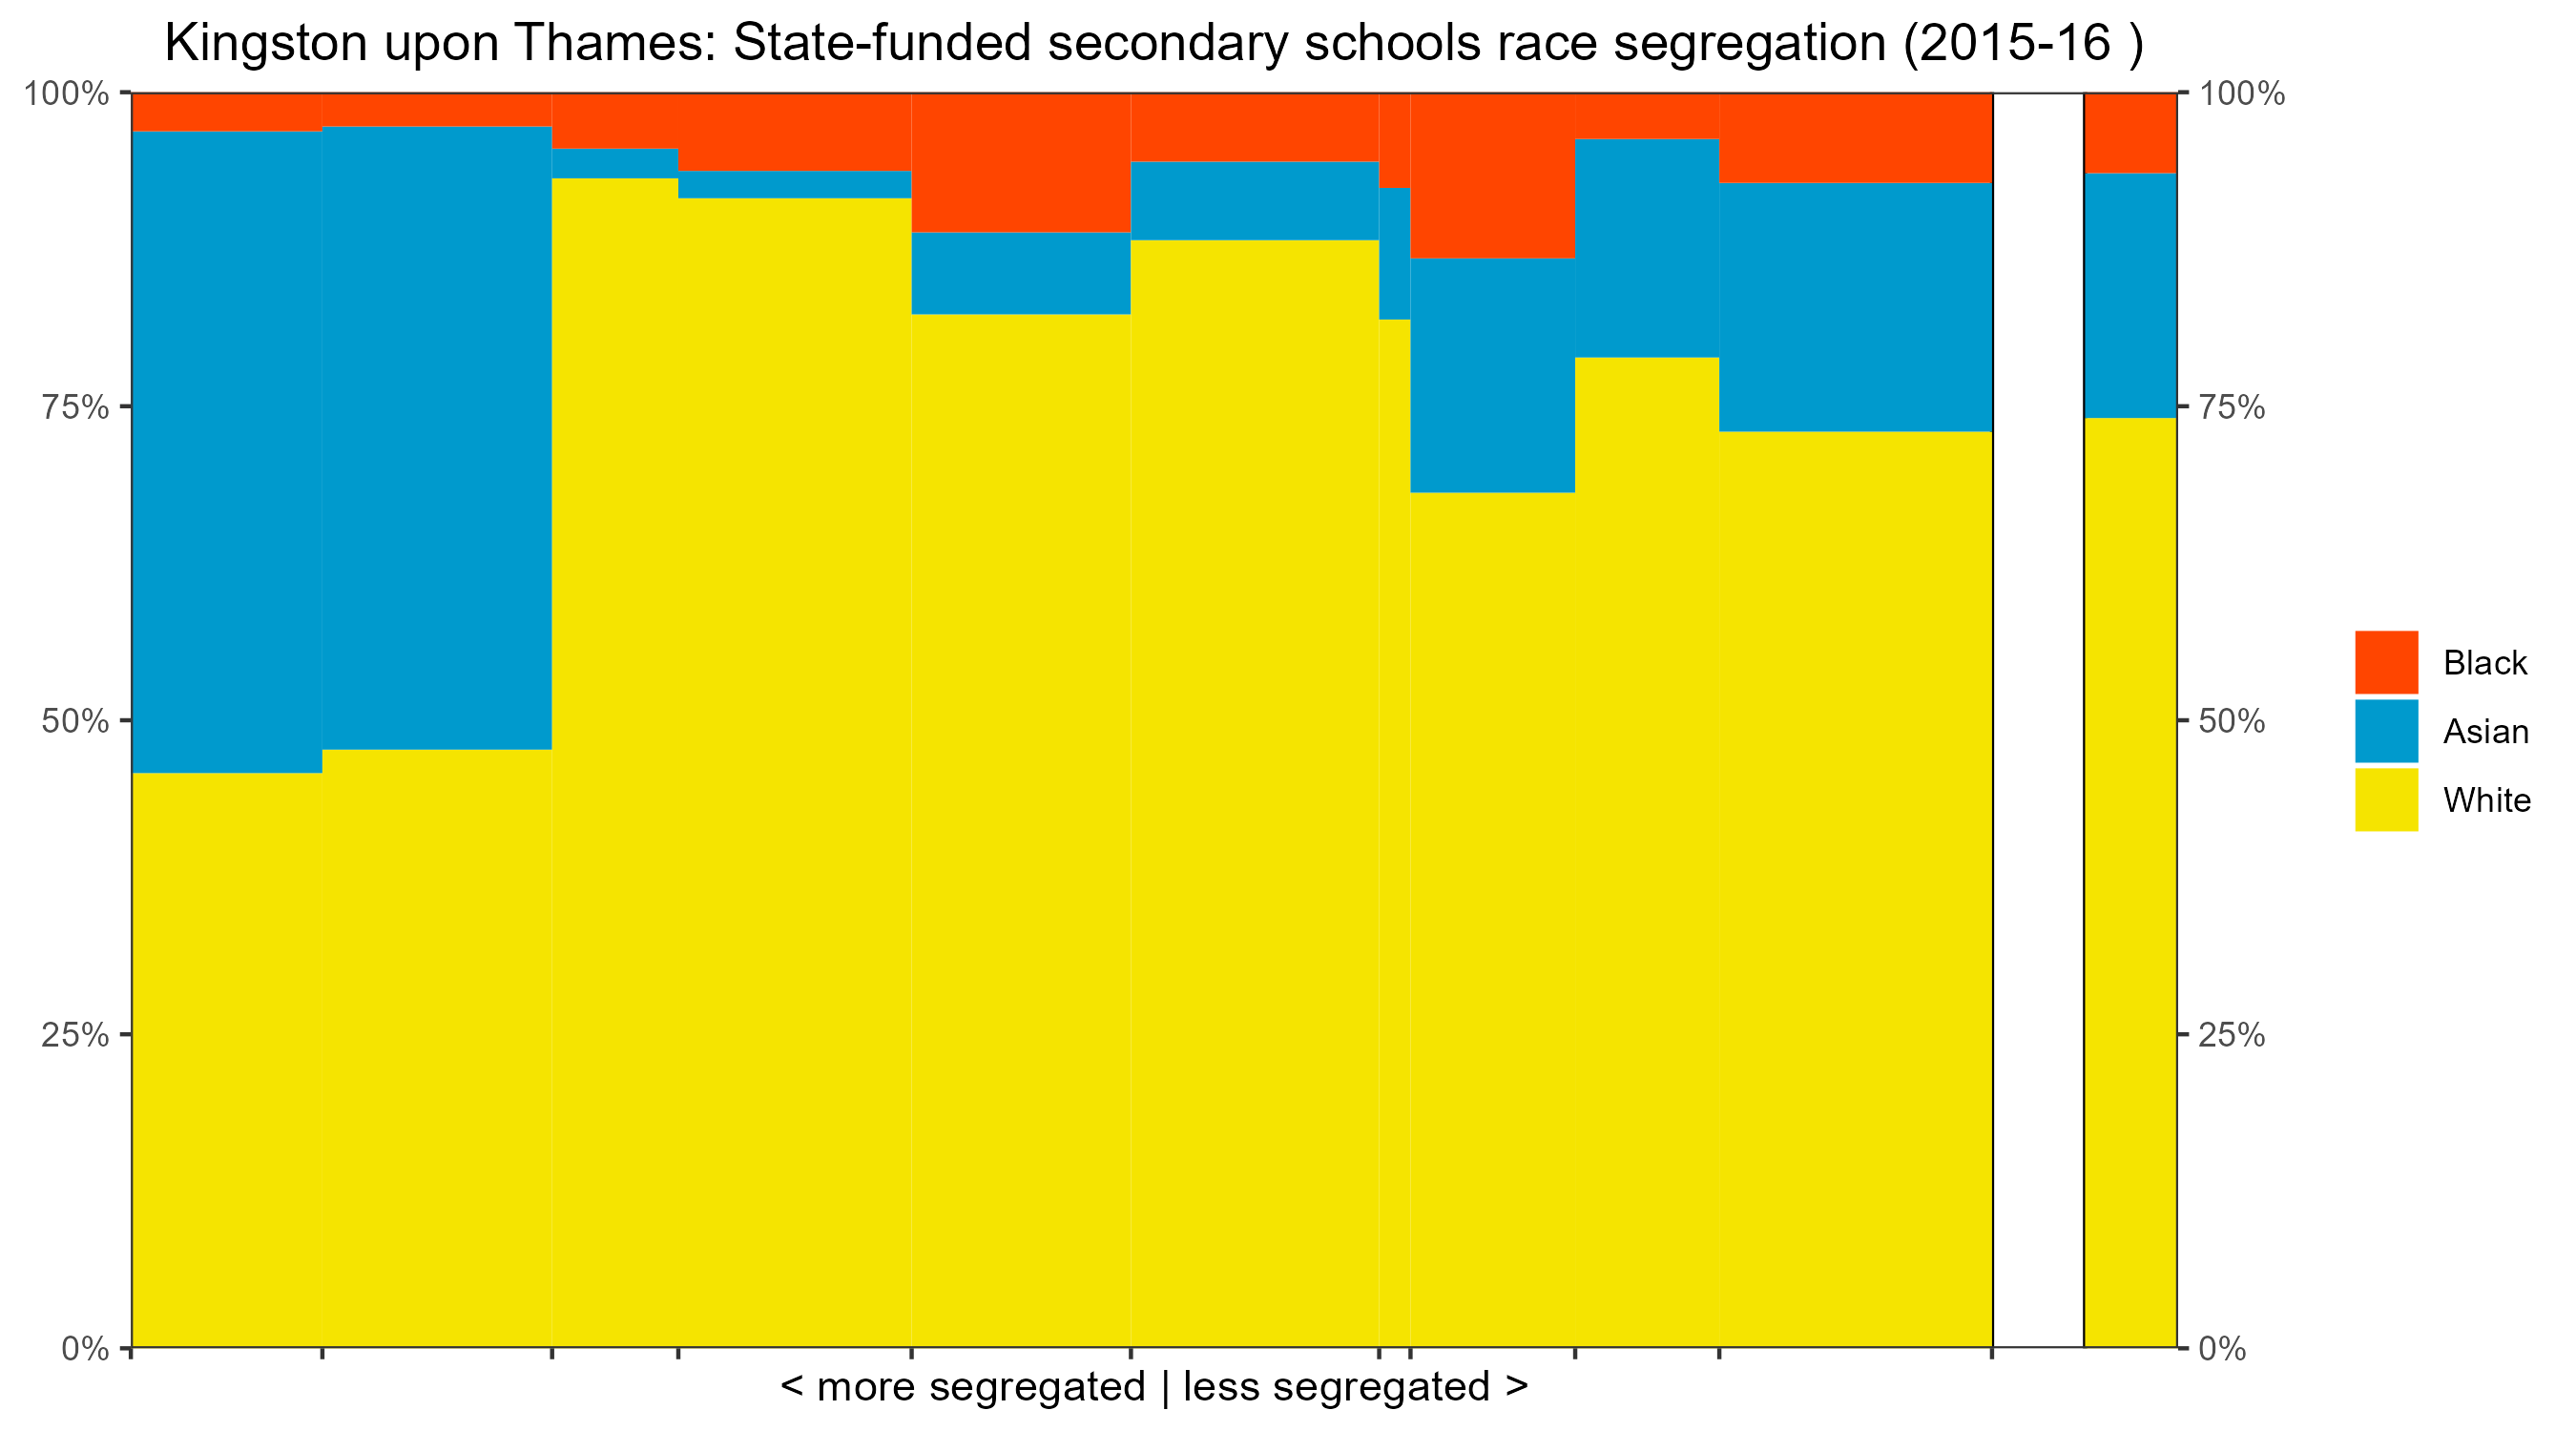 Kingston upon Thames: State-funded secondary schools race segregation (2015-16 )
100%
75%
50%
25%
0%
100%
75%
50%
25%
0%
Black
Asian
White
< more segregated | less segregated >